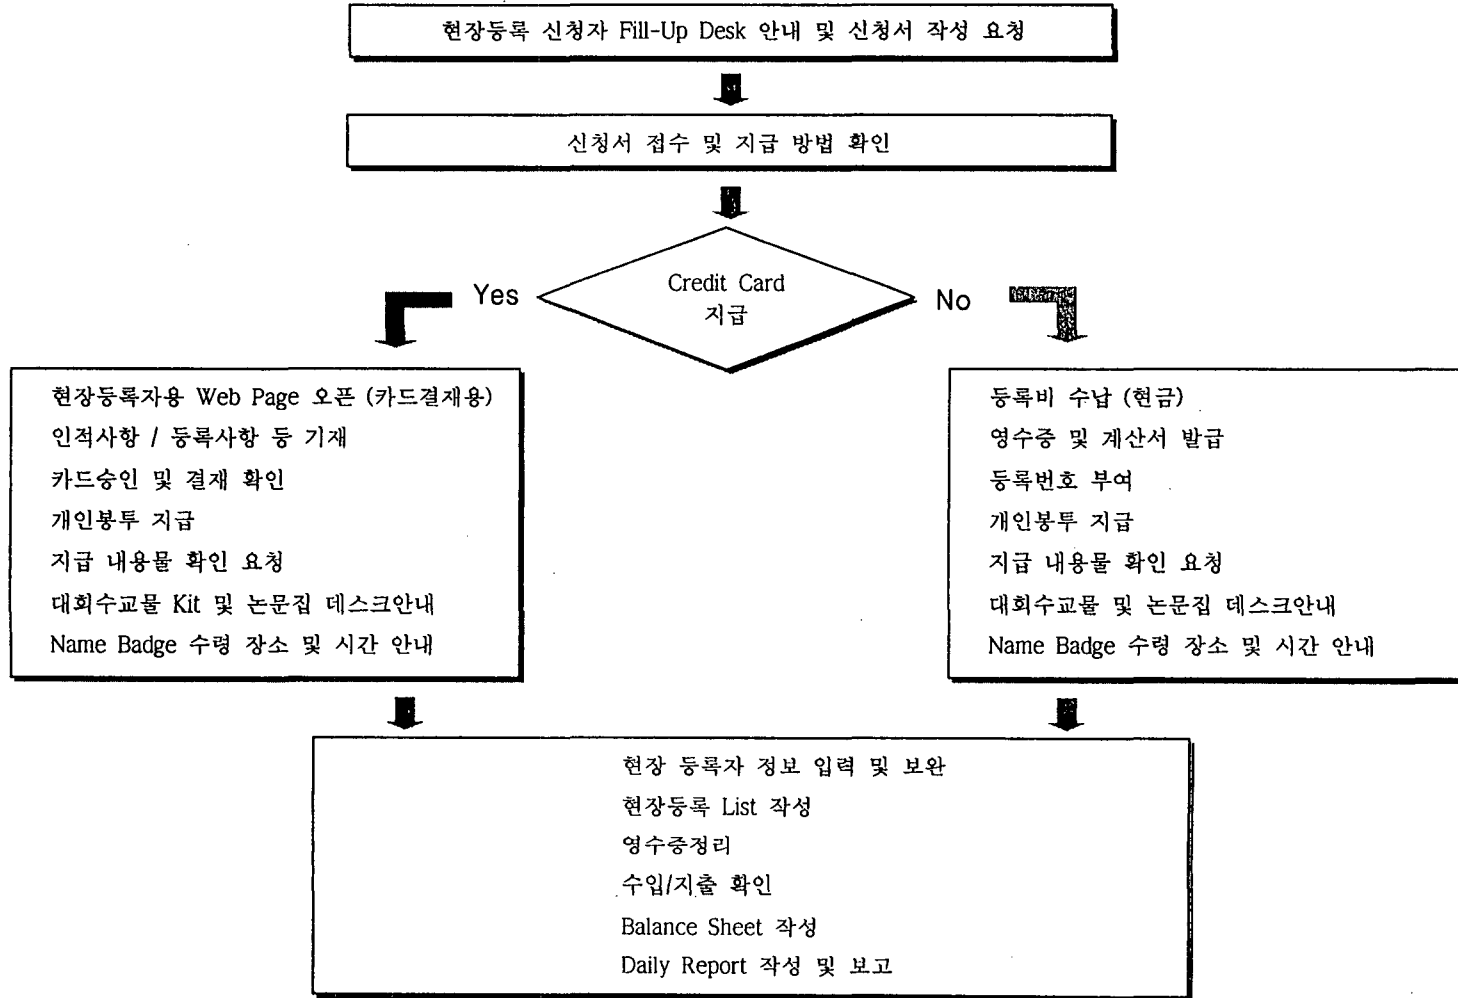 현장등록 신청자 Fill-Up Desk 안내 및 신청서 작성 요청
신청서 접수 및 지급 방법 확인
Credit Card
지급
Yes
No
현장등록자용 Web Page 오픈 (카드결재용)
인적사항 / 등록사항 등 기재
카드승인 및 결재 확인
개인봉투 지급
지급 내용물 확인 요청
대회수교물 Kit 및 논문집 데스크안내
Name Badge 수령 장소 및 시간 안내
등록비 수납 (현금)
영수증 및 계산서 발급
등록번호 부여
개인봉투 지급
지급 내용물 확인 요청
대회수교물 및 논문집 데스크안내
Name Badge 수령 장소 및 시간 안내
현장 등록자 정보 입력 및 보완
현장등록 List 작성
영수증정리
수입/지출 확인
Balance Sheet 작성
Daily Report 작성 및 보고